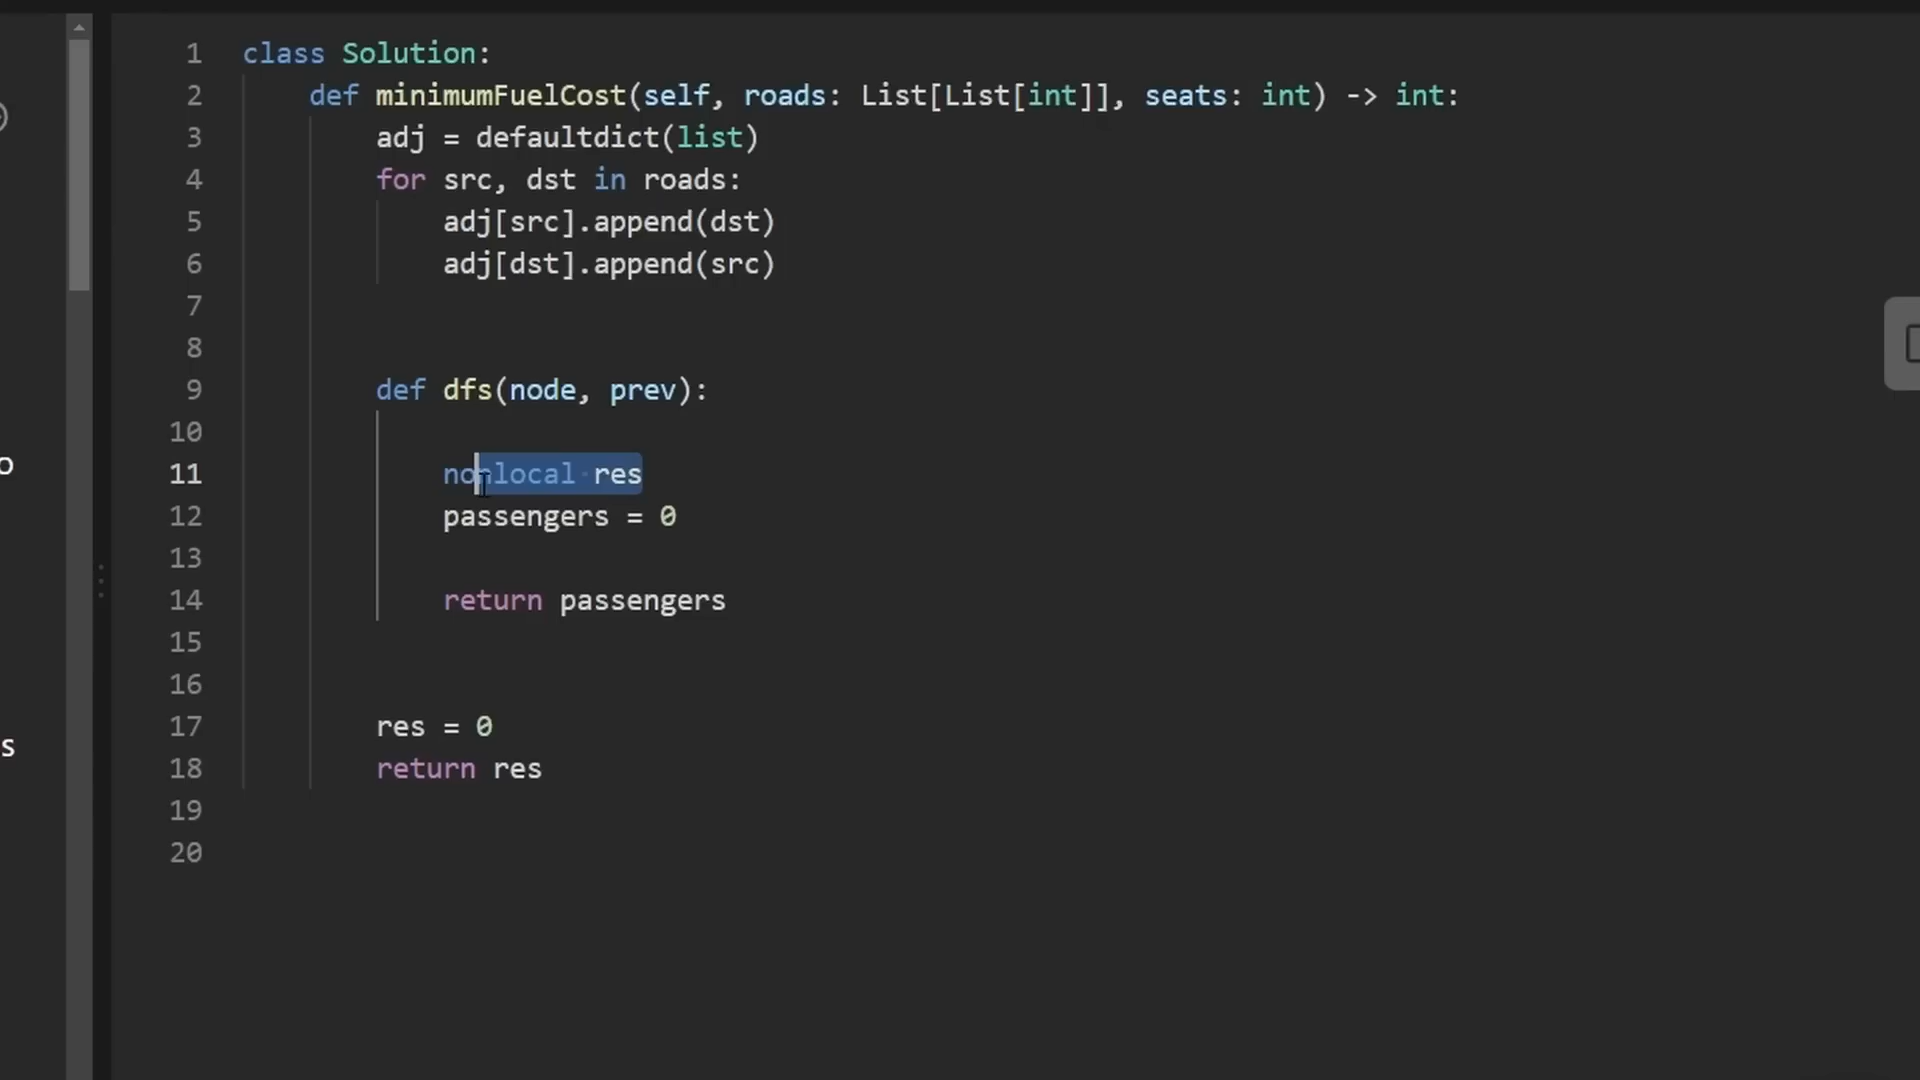 1 class Solution:
2 def minimumFuelCost(self, roads: List[List[int]], seats: int) -> int:
3 adj = defaultdict(list)
4 for src, dst in roads:
5 adj[src].append(dst)
6 adj[dst].append(src)
7
8
9 def dfs(node, prev):
10
11 nonlocal res
12 passengers = 0
13
14 return passengers
15
16
17 res = 0
18 return res
19
20
o
s